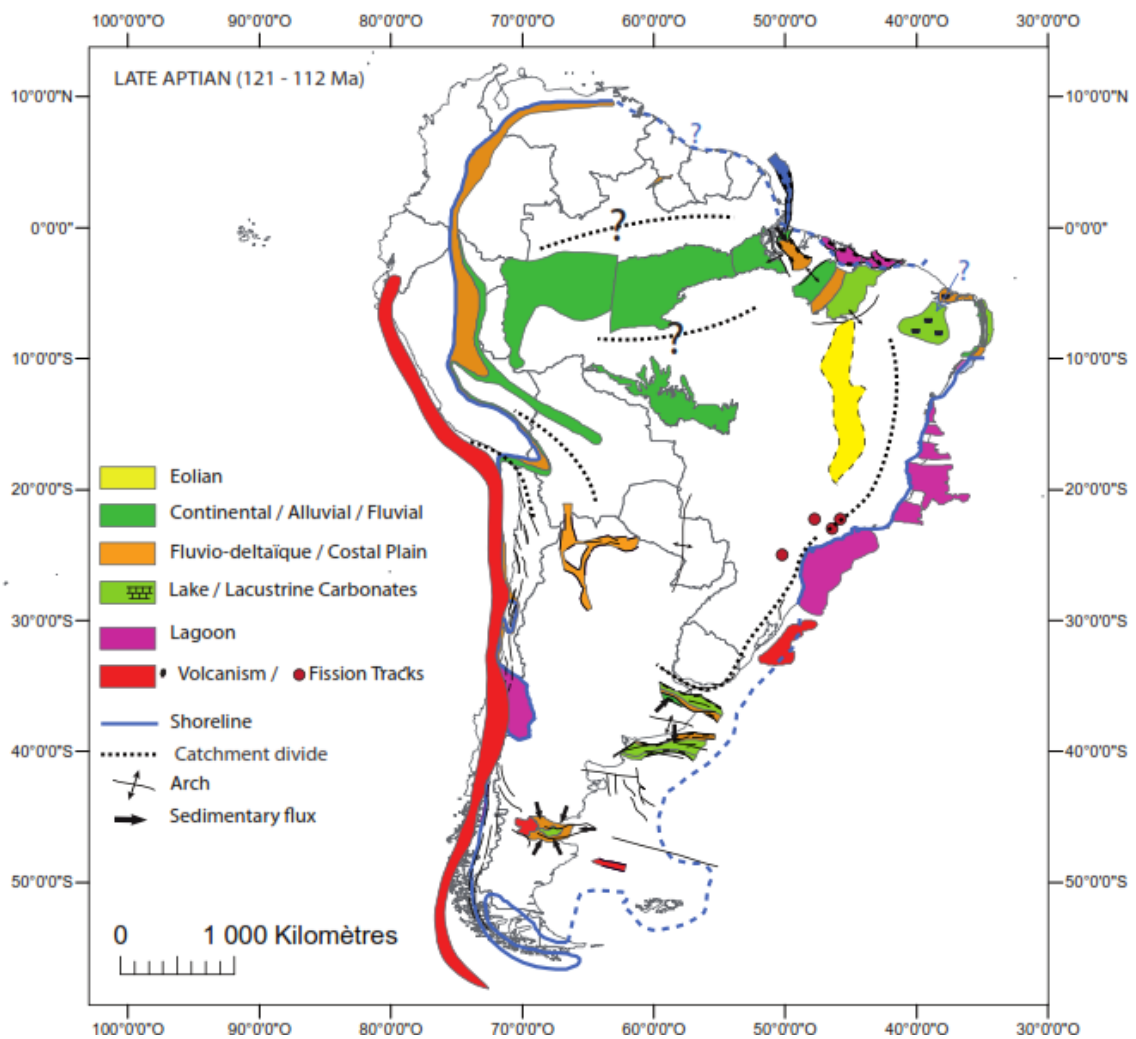 100°0'0"O 90°0'0"O 80°0'0"O 70°0'0"O 60°0'0"O 50°0'0"O 40°0'0"O 30°0'0"O
LATE APTIAN (121 - 112 Ma)
10°0'0"N 10°0'0"N
?
0°0'0" 0°0'0"
?
?
?
10°0'0"S 10°0'0"S
Eolian
20°0'0"S 20°0'0"S
Continental / Alluvial / Fluvial
Fluvio-deltaïque / Costal Plain
Lake / Lacustrine Carbonates
30°0'0"S 30°0'0"S
Lagoon
Volcanism / Fission Tracks
Shoreline
40°0'0"S 40°0'0"S
Catchment divide
Arch
Sedimentary flux
50°0'0"S 50°0'0"S
0 1 000 Kilomètres
100°0'0"O 90°0'0"O 80°0'0"O 70°0'0"O 60°0'0"O 50°0'0"O 40°0'0"O 30°0'0"O